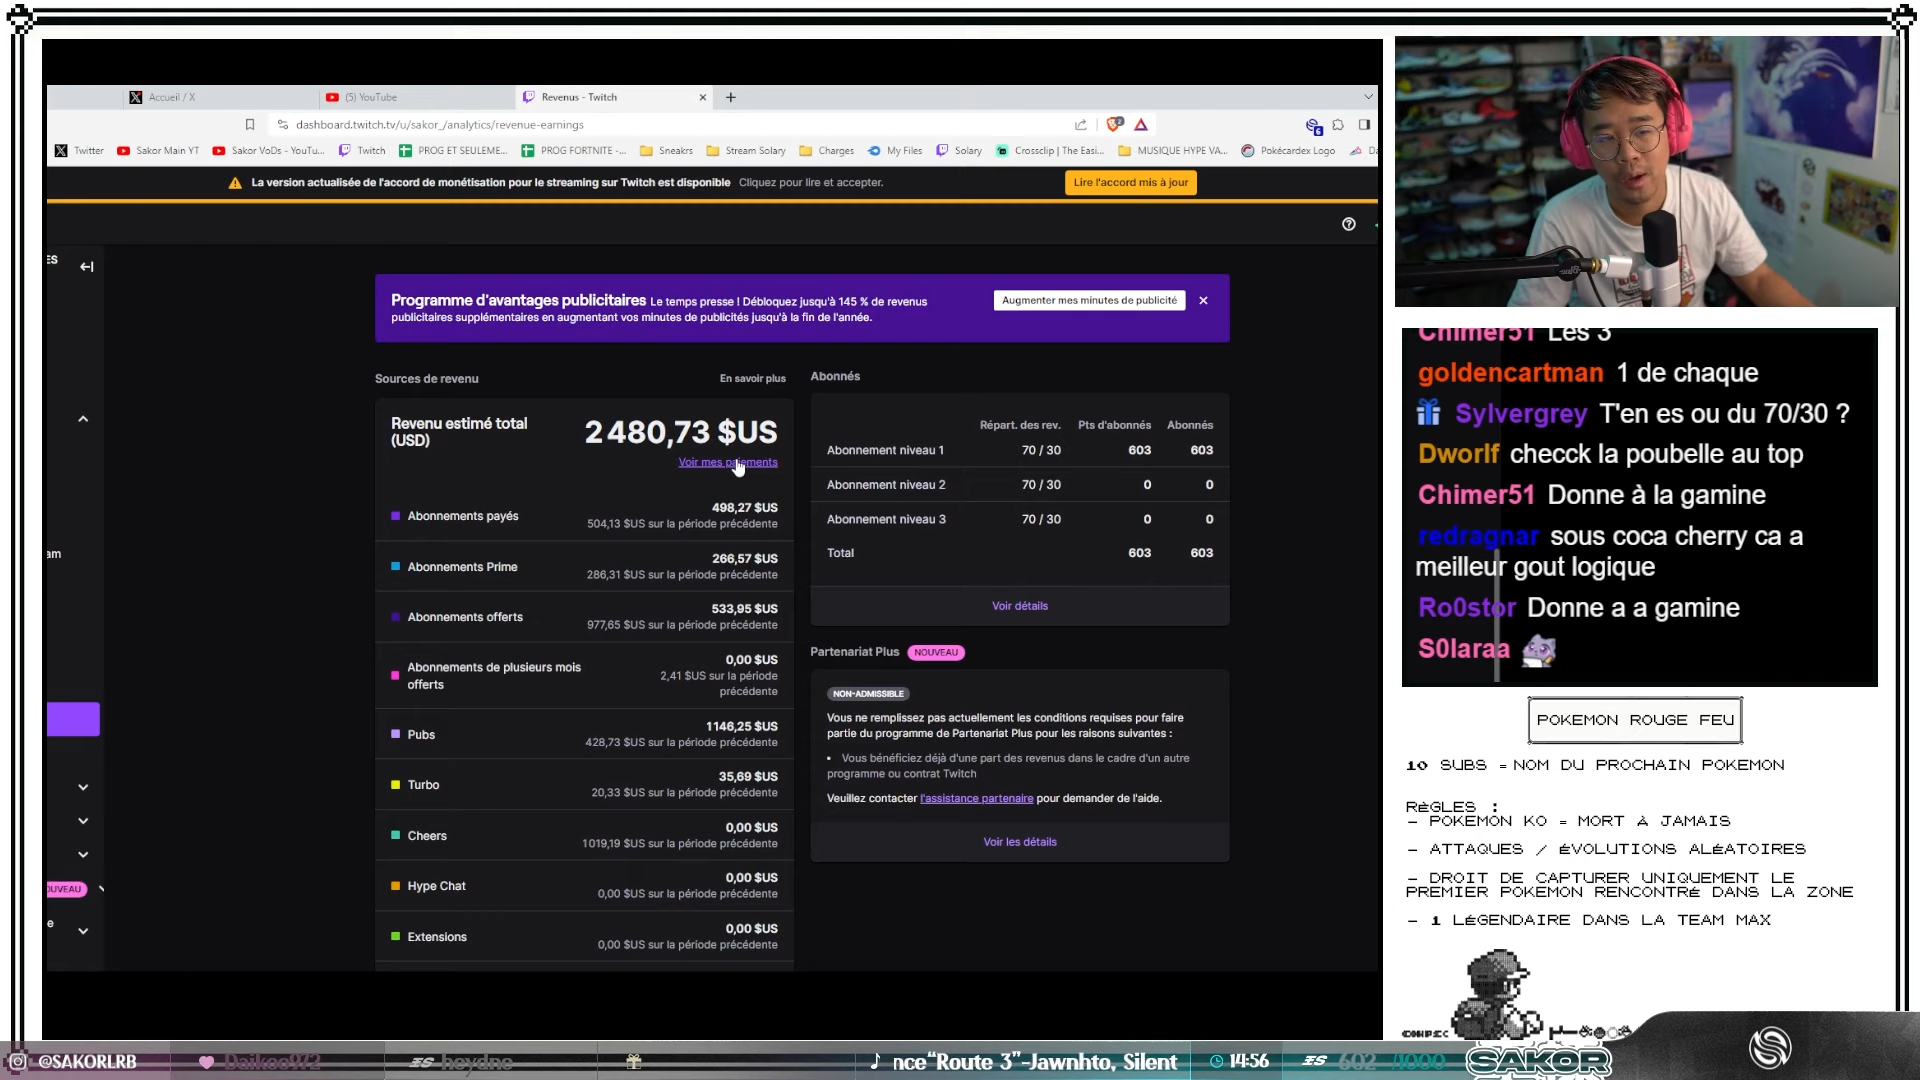 Accueil / X
(5) YouTube
Revenus - Twitch
dashboard.twitch.tv/u/sakor_/analytics/revenue-earnings
Twitter
Sakor Main YT
Sakor VoDs - YouTu...
Twitch
PROG ET SEULEME...
PROG FORTNITE -...
Sneakrs
Stream Solary
Charges
My Files
Solary
Crossclip | The Easi...
MUSIQUE HYPE VA...
Pokécardex Logo
La version actualisée de l'accord de monétisation pour le streaming sur Twitch est disponible Cliquez pour lire et accepter.
Lire l'accord mis à jour
ES
Programme d'avantages publicitaires Le temps presse ! Débloquez jusqu'à 145 % de revenus
publicitaires supplémentaires en augmentant vos minutes de publicités jusqu'à la fin de l'année.
Augmenter mes minutes de publicité
Sources de revenu
En savoir plus
Revenu estimé total
(USD)
2 480,73 $US
Voir mes paiements
Abonnements payés
498,27 $US
504,13 $US sur la période précédente
Abonnements Prime
266,57 $US
286,31 $US sur la période précédente
Abonnements offerts
533,95 $US
977,65 $US sur la période précédente
Abonnements de plusieurs mois
offerts
0,00 $US
2,41 $US sur la période
précédente
Pubs
1146,25 $US
428,73 $US sur la période précédente
Turbo
35,69 $US
20,33 $US sur la période précédente
Cheers
0,00 $US
1 019,19 $US sur la période précédente
Hype Chat
0,00 $US
0,00 $US sur la période précédente
Extensions
0,00 $US
0,00 $US sur la période précédente
am
OUVEAU
e
Abonnés
Répart. des rev. Pts d'abonnés Abonnés
Abonnement niveau 1 70 / 30 603 603
Abonnement niveau 2 70 / 30 0 0
Abonnement niveau 3 70 / 30 0 0
Total 603 603
Voir détails
Partenariat Plus NOUVEAU
NON-ADMISSIBLE
Vous ne remplissez pas actuellement les conditions requises pour faire
partie du programme de Partenariat Plus pour les raisons suivantes :
• Vous bénéficiez déjà d'une part des revenus dans le cadre d'un autre
programme ou contrat Twitch
Veuillez contacter l'assistance partenaire pour demander de l'aide.
Voir les détails
Chimer51 Les 3
goldencartman 1 de chaque
Sylvergrey T'en es ou du 70/30 ?
Dworlf checck la poubelle au top
Chimer51 Donne à la gamine
redragnar sous coca cherry ca a
meilleur gout logique
Ro0stor Donne a a gamine
S0laraa
POKEMON ROUGE FEU
10 SUBS = NOM DU PROCHAIN POKEMON
RÈGLES :
- POKEMON KO = MORT A JAMAIS
- ATTAQUES / ÉVOLUTIONS ALÉATOIRES
- DROIT DE CAPTURER UNIQUEMENT LE
PREMIER POKEMON RENCONTRÉ DANS LA ZONE
- 1 LÉGENDAIRE DANS LA TEAM MAX
@SAKORLRB
Daikoo972
heydne
♪ nce“Route 3”-Jawnhto, Silent
14:56
602 /1000
SAKOR